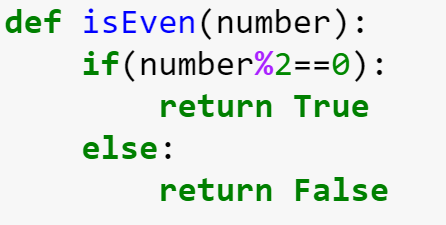 def isEven(number):
    if(number%2==0):
        return True
    else:
        return False